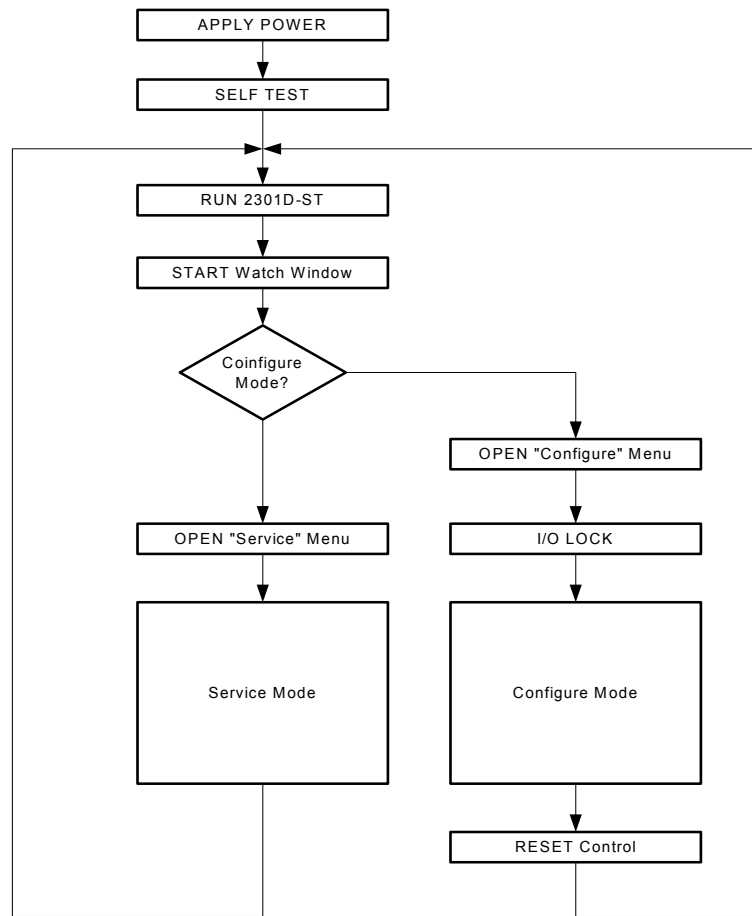 APPLY POWER
SELF TEST
RUN 2301D-ST
START Watch Window
Coinfigure
Mode?
OPEN "Configure" Menu
OPEN "Service" Menu
I/O LOCK
Service Mode
Configure Mode
RESET Control